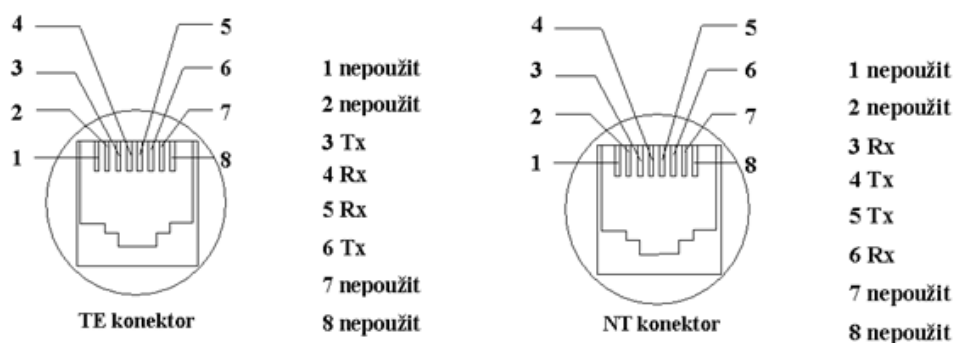 4
5
3
6
2
7
1
8
TE konektor
1 nepoužit
2 nepoužit
3 Tx
4 Rx
5 Rx
6 Tx
7 nepoužit
8 nepoužit
4
5
3
6
2
7
1
8
NT konektor
1 nepoužit
2 nepoužit
3 Rx
4 Tx
5 Tx
6 Rx
7 nepoužit
8 nepoužit